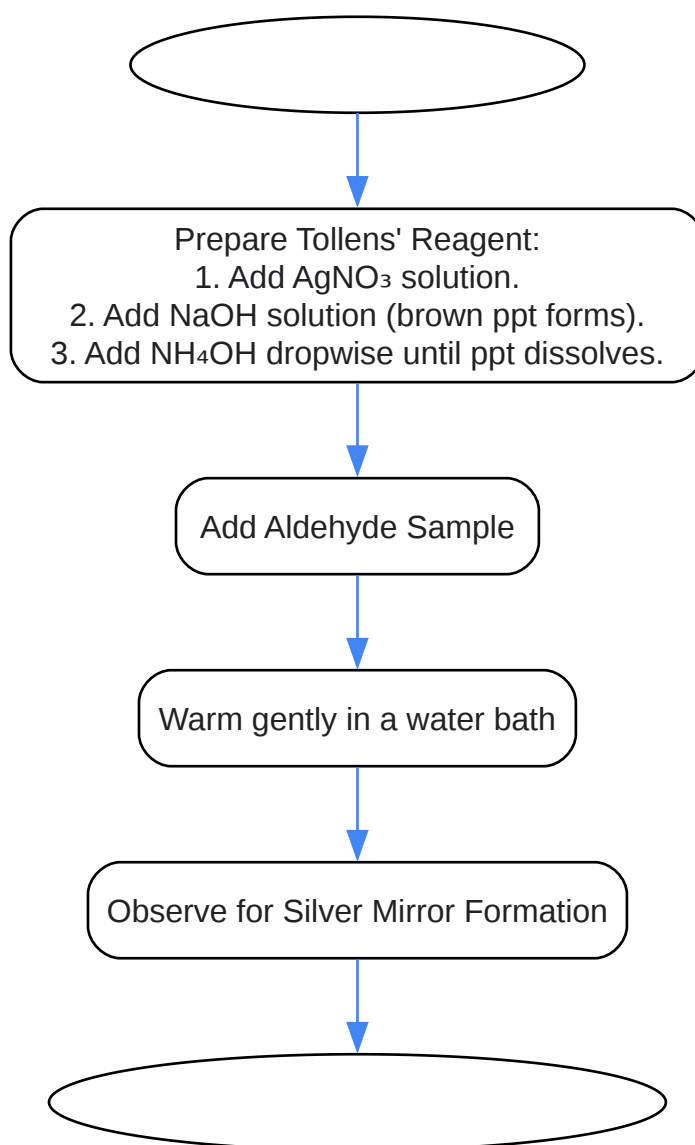 Prepare Tollens' Reagent:
1. Add AgNO₃ solution.
2. Add NaOH solution (brown ppt forms).
3. Add NH₄OH dropwise until ppt dissolves.
Add Aldehyde Sample
Warm gently in a water bath
Observe for Silver Mirror Formation